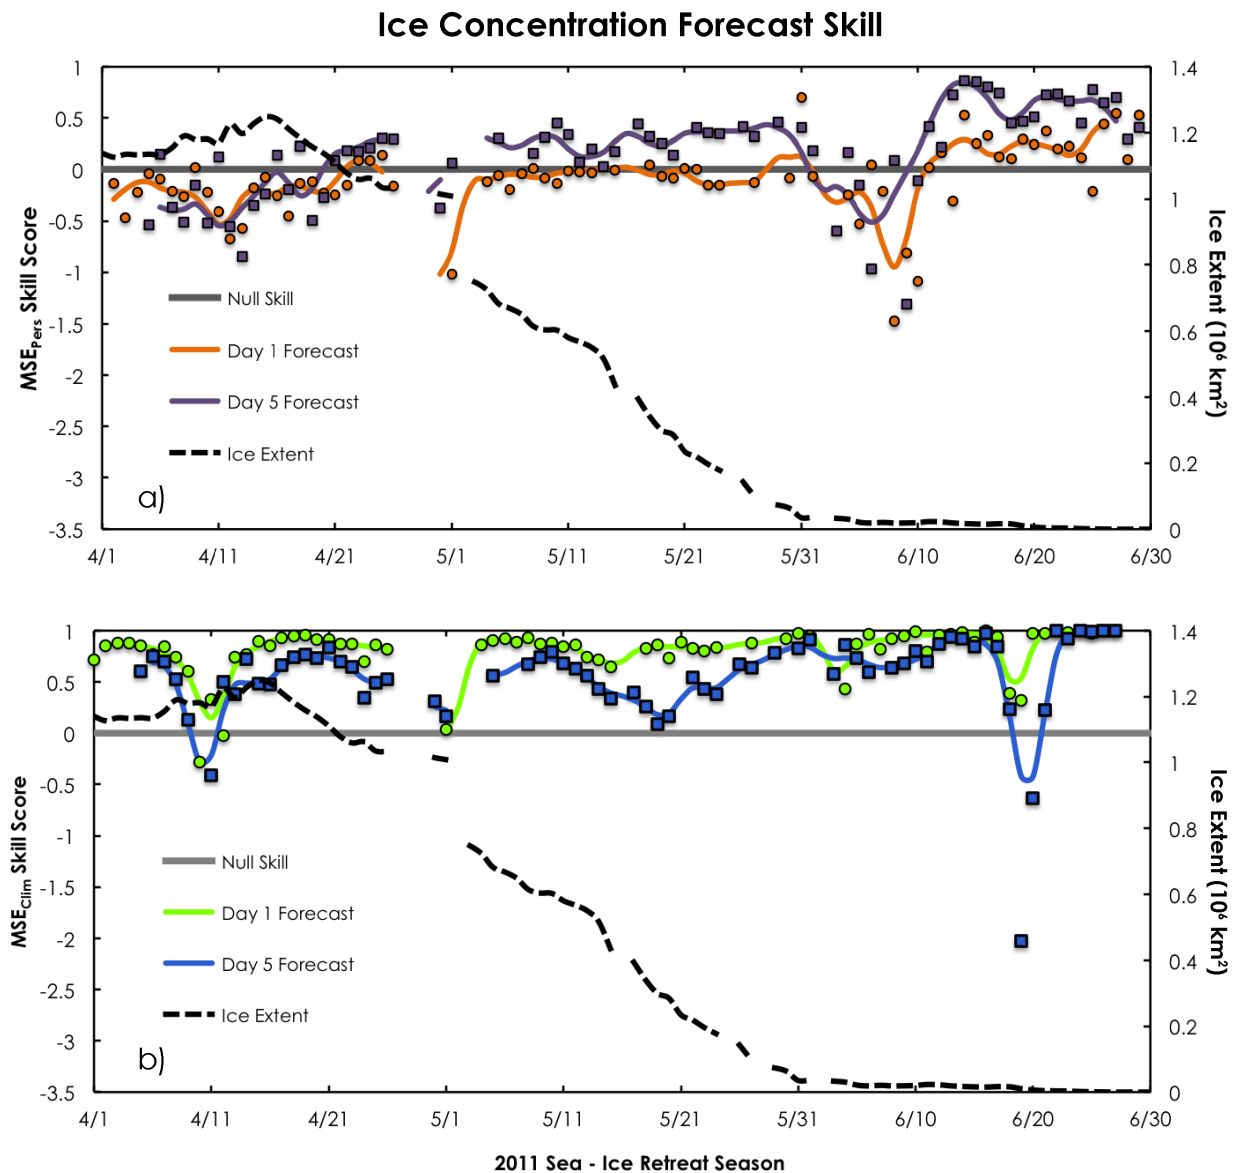 Ice Concentration Forecast Skill
1
0.5
0
-0.5
-1
-1.5
-2
-2.5
-3
-3.5
MSEPers Skill Score
1.4
1.2
1
0.8
0.6
0.4
0.2
0
Ice Extent (10⁶ km²)
Null Skill
Day 1 Forecast
Day 5 Forecast
Ice Extent
a)
4/1 4/11 4/21 5/1 5/11 5/21 5/31 6/10 6/20 6/30
1
0.5
0
-0.5
-1
-1.5
-2
-2.5
-3
-3.5
MSEClim Skill Score
1.4
1.2
1
0.8
0.6
0.4
0.2
0
Ice Extent (10⁶ km²)
Null Skill
Day 1 Forecast
Day 5 Forecast
Ice Extent
b)
4/1 4/11 4/21 5/1 5/11 5/21 5/31 6/10 6/20 6/30
2011 Sea - Ice Retreat Season